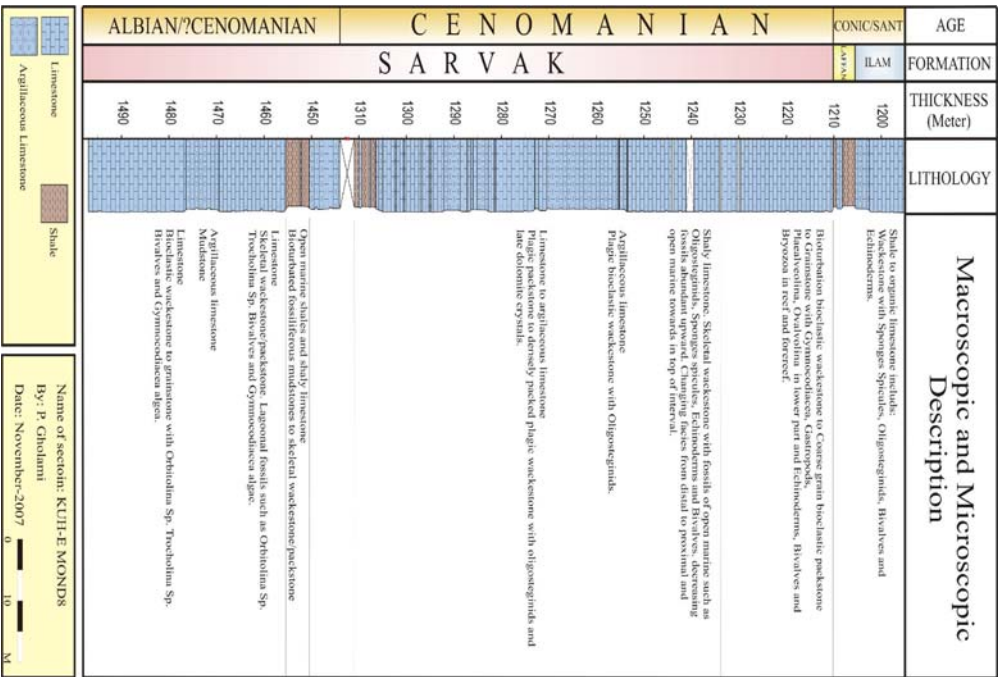 AGE
CONIC/SANT
CENOMANIAN
ALBIAN/?CENOMANIAN
FORMATION
ILAM
LAFFAN
SARVAK
THICKNESS
(Meter)
1200
1210
1220
1230
1240
1250
1260
1270
1280
1290
1300
1310
1450
1460
1470
1480
1490
LITHOLOGY
Macroscopic and Microscopic
Description
Shale to organic limestone includs:
Wackestone with Sponges Spicules, Oligosteginids, Bivalves and
Echinoderms.
Bioturbation bioclastic wackestone to Coarse grain bioclastic packstone
to Grainstone with Gymnocodiacea, Gastropods,
Plaealveolina, Ovalvolina in lower part and Echinoderms, Bivalves and
Bryozoa in reef and forereef.
Shaly limestone. Skeletal wackestone with fossils of open marine such as
Oligosteginids, Sponges spicules, Echinoderms and Bivalves. decreasing
fossils abundant upward. Changing facies from distal to proximal and
open marine towards in top of interval.
Argillaceous limestone
Plagic bioclastic wackestone with Oligosteginids.
Limestone to argilaceous limestone
Plagic packstone to densely packed plagic wackestone with oligosteginids and
late dolomite crystals.
Open marine shales and shaly limestone
Bioturbated fossiliferous mudstones to skeletal wackestone/packstone
Limestone
Skeletal wackestone/packstone. Lagoonal fossils such as Orbitolina Sp.
Trocholina Sp. Bivalves and Gymnocodiacea algae.
Argillaceous limestone
Mudstone
Limestone
Bioclastic wackestone to grainstone with Orbitolina Sp. Trocholina Sp.
Bivalves and Gymnocodiacea algea.
Limestone
Shale
Argillaceous Limestone
Name of sectoin: KUH-E MOND8
By: P. Gholami
Date: November-2007
0 10 M